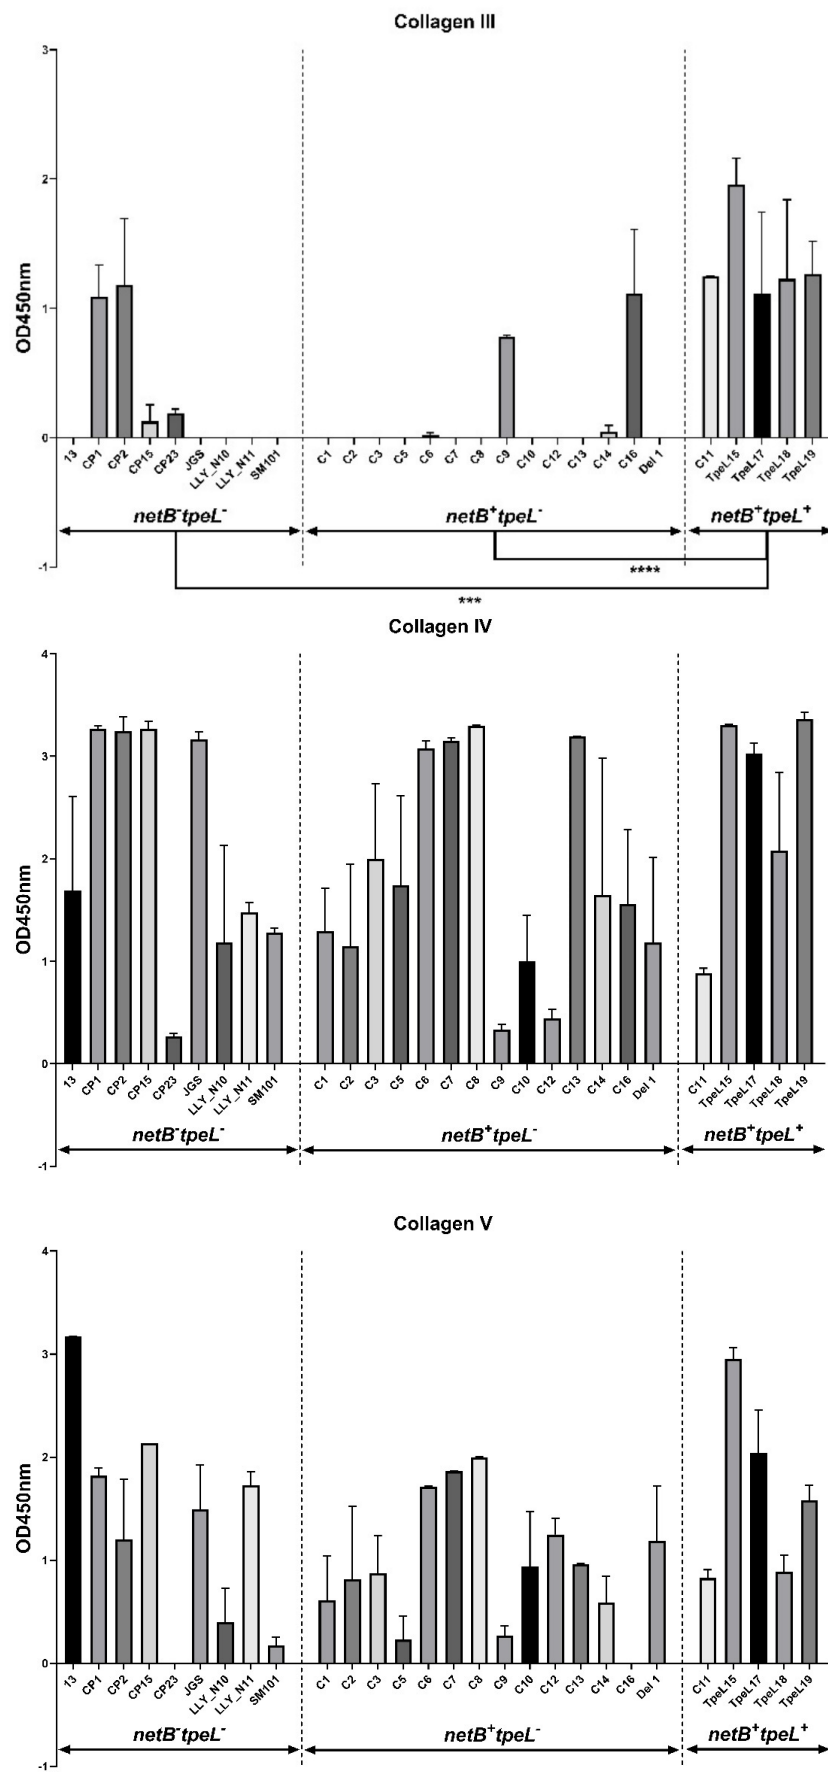 Collagen III
3
2
1
0
-1
OD450nm
13 CP1 CP2 CP15 CP23 JGS LLY_N10 LLY_N11 SM101 C1 C2 C3 C5 C6 C7 C8 C9 C10 C12 C13 C14 C16 Del 1 C11 TpeL15 TpeL17 TpeL18 TpeL19
netB⁻tpeL⁻ netB⁺tpeL⁻ netB⁺tpeL⁺
****
***
Collagen IV
4
3
2
1
0
-1
OD450nm
13 CP1 CP2 CP15 CP23 JGS LLY_N10 LLY_N11 SM101 C1 C2 C3 C5 C6 C7 C8 C9 C10 C12 C13 C14 C16 Del 1 C11 TpeL15 TpeL17 TpeL18 TpeL19
netB⁻tpeL⁻ netB⁺tpeL⁻ netB⁺tpeL⁺
Collagen V
4
3
2
1
0
-1
OD450nm
13 CP1 CP2 CP15 CP23 JGS LLY_N10 LLY_N11 SM101 C1 C2 C3 C5 C6 C7 C8 C9 C10 C12 C13 C14 C16 Del 1 C11 TpeL15 TpeL17 TpeL18 TpeL19
netB⁻tpeL⁻ netB⁺tpeL⁻ netB⁺tpeL⁺